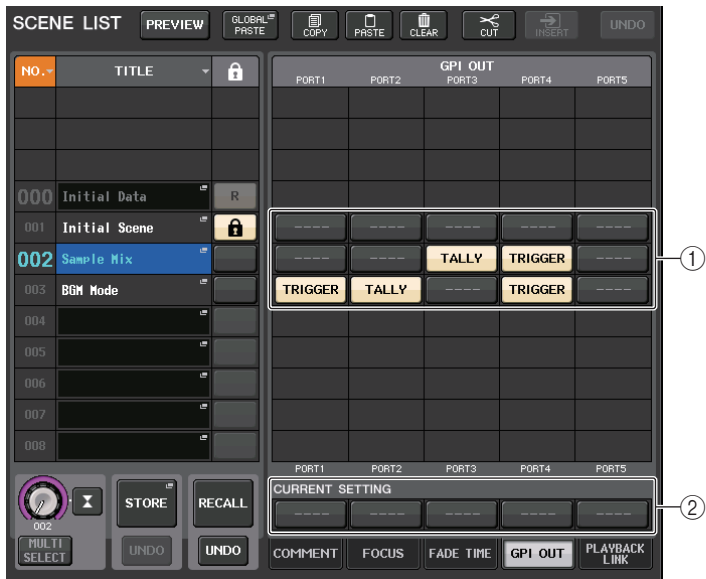 SCENE LIST PREVIEW GLOBAL PASTE COPY PASTE CLEAR CUT INSERT UNDO
NO. TITLE
GPI OUT
PORT1 PORT2 PORT3 PORT4 PORT5
000 Initial Data R
001 Initial Scene ---- ---- ---- ---- ----
002 Sample Mix ---- ---- TALLY TRIGGER ---- ①
003 BGM Mode TRIGGER TALLY ---- TRIGGER ----
004
005
006
007
008
PORT1 PORT2 PORT3 PORT4 PORT5
CURRENT SETTING
---- ---- ---- ---- ---- ②
STORE RECALL
002
MULTI SELECT UNDO UNDO
COMMENT FOCUS FADE TIME GPI OUT PLAYBACK LINK